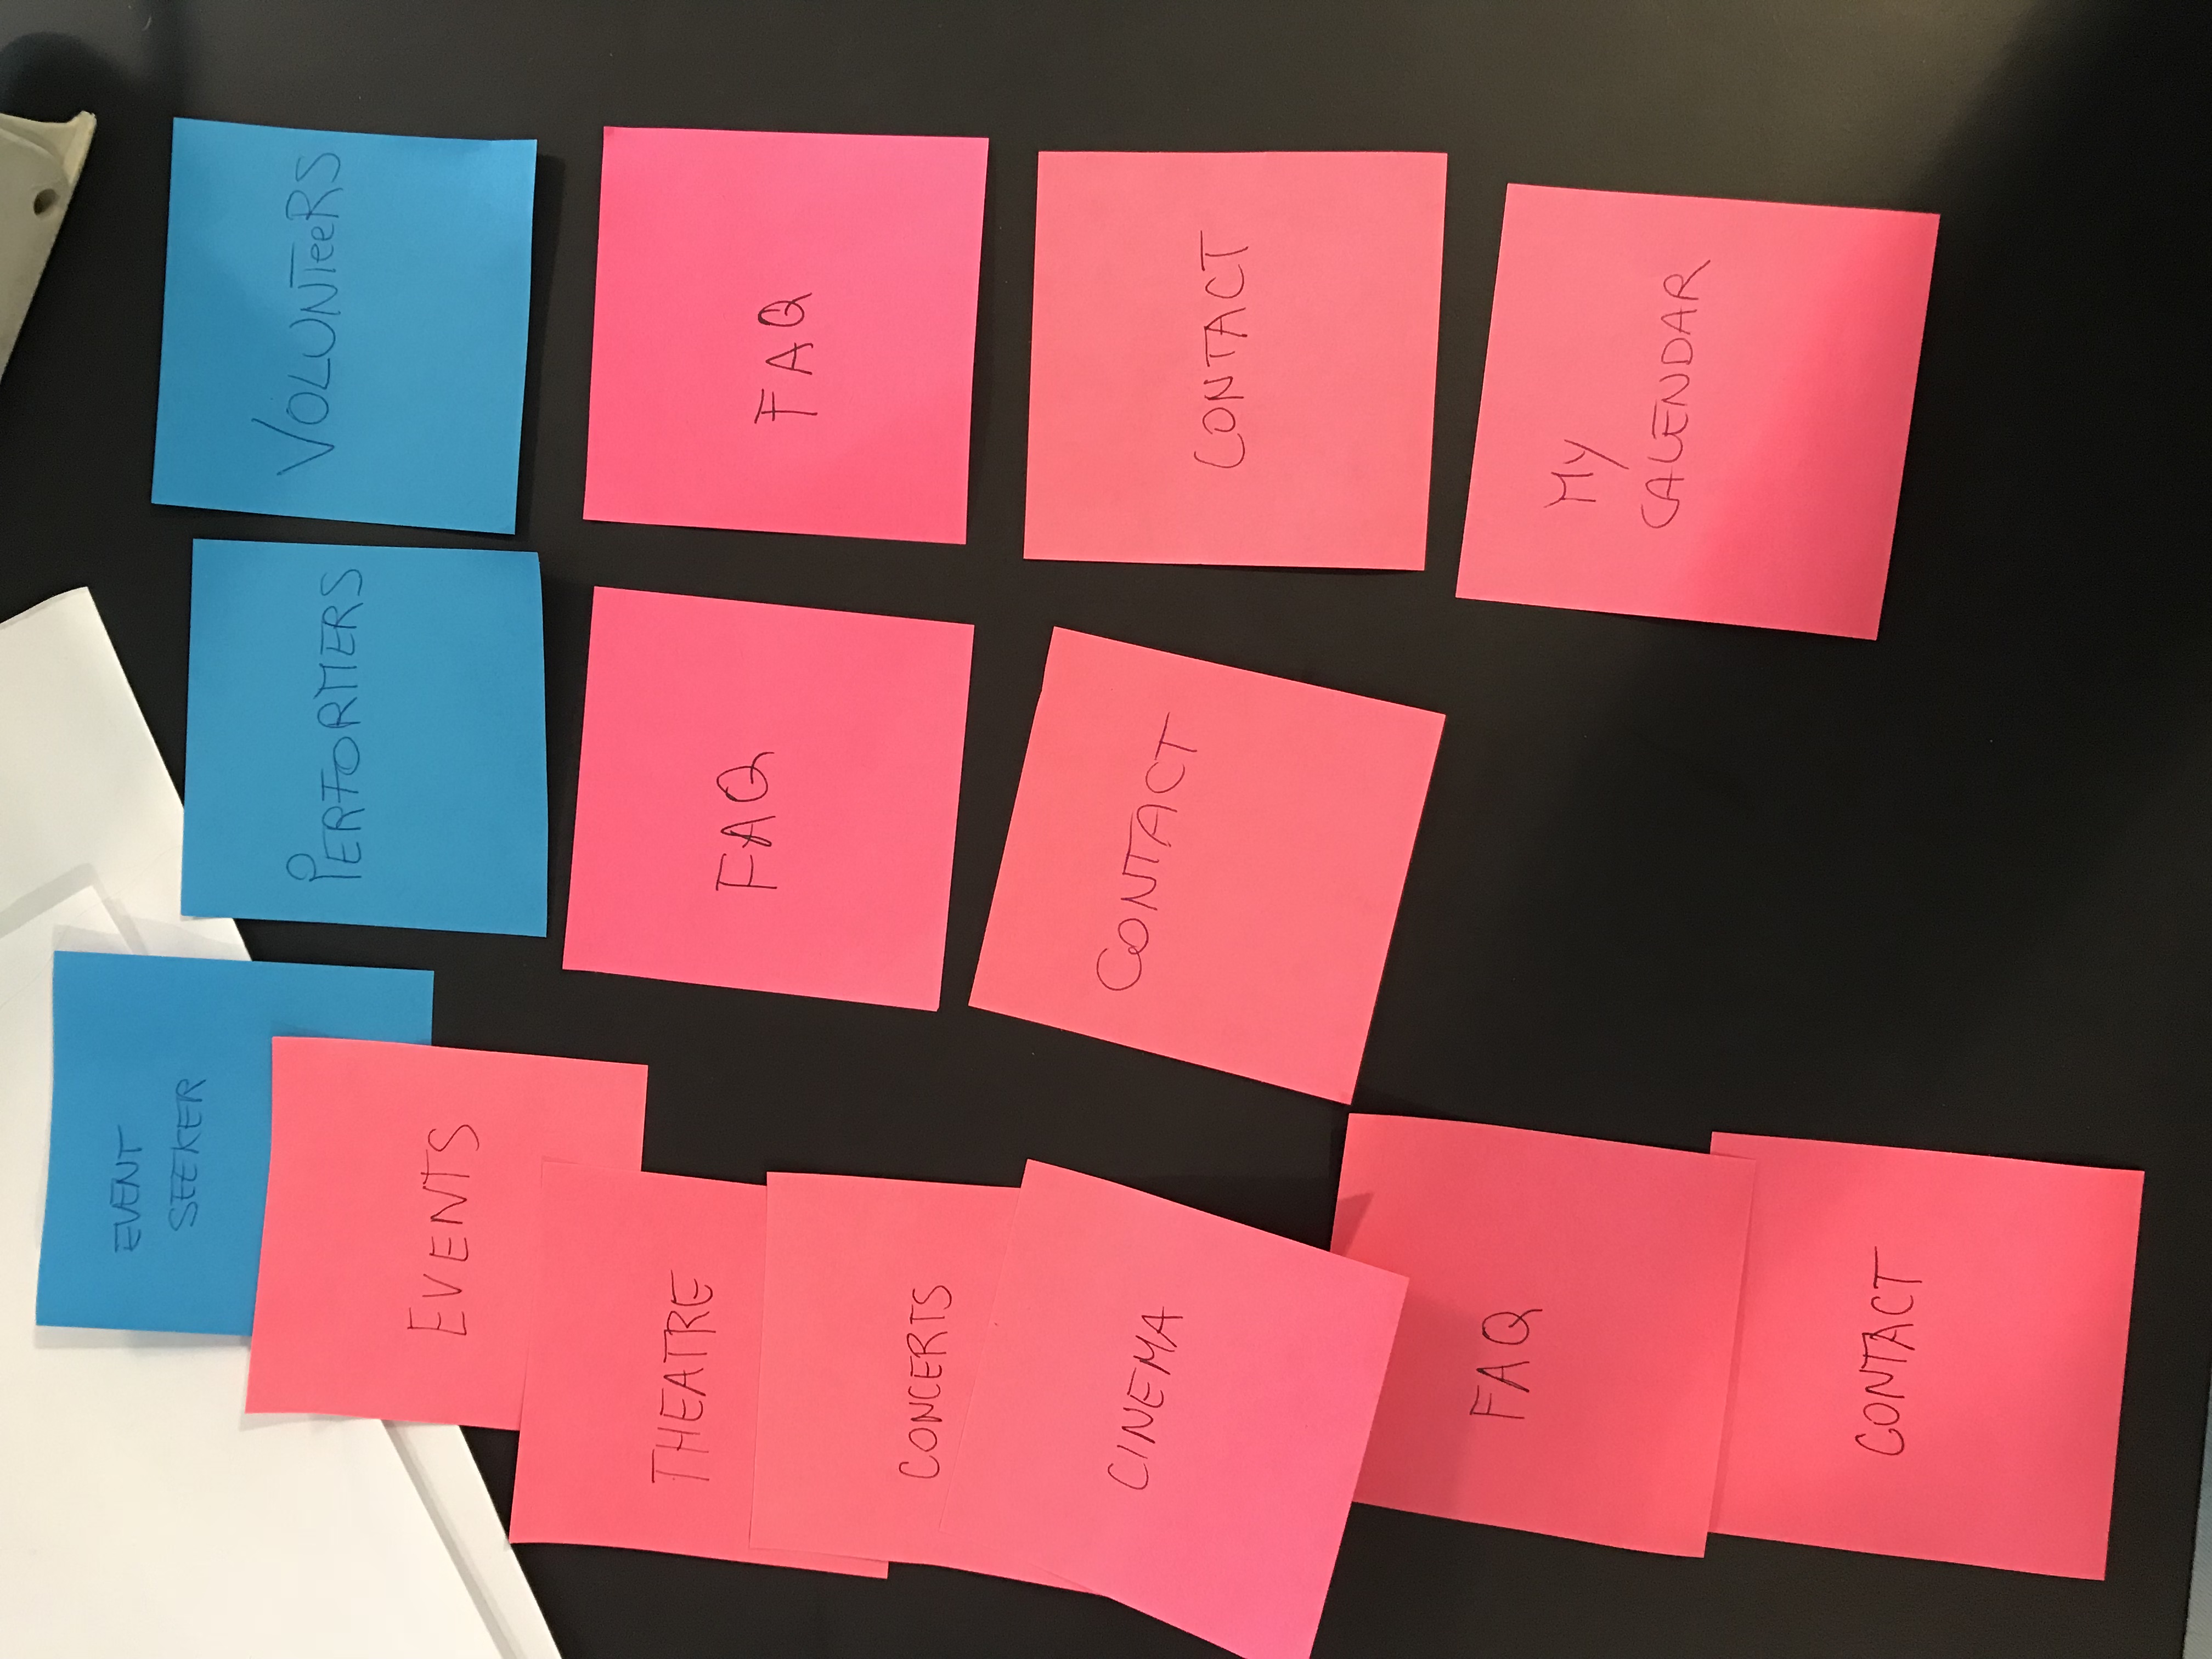 EVENT
SEEKER
EVENTS
THEATRE
CONCERTS
CINEMA
FAQ
CONTACT
PERFORMERS
FAQ
CONTACT
VOLUNTeeRS
FAQ
CONTACT
My
CALENDAR